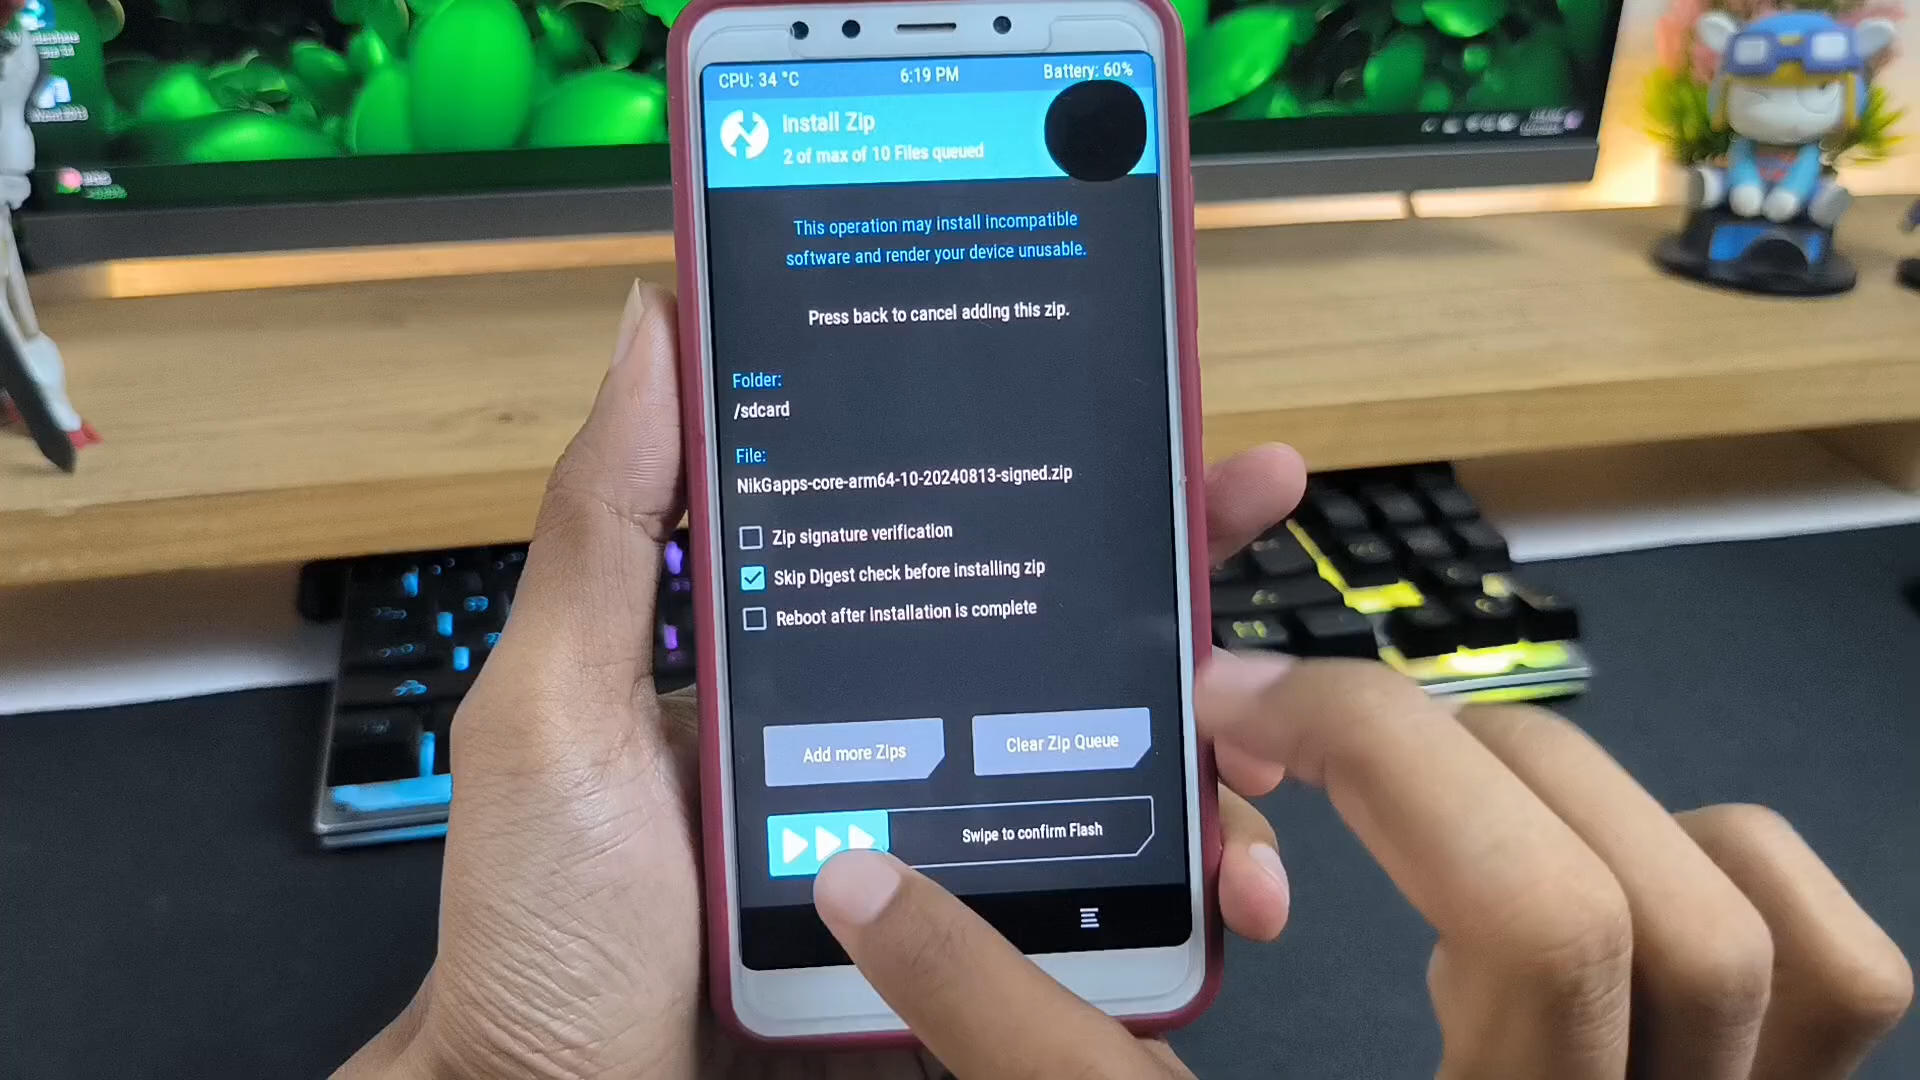 CPU: 34 °C 6:19 PM Battery: 60%
Install Zip
2 of max of 10 Files queued
This operation may install incompatible
software and render your device unusable.
Press back to cancel adding this zip.
Folder:
/sdcard
File:
NikGapps-core-arm64-10-20240813-signed.zip
Zip signature verification
Skip Digest check before installing zip
Reboot after installation is complete
Add more Zips
Clear Zip Queue
Swipe to confirm Flash